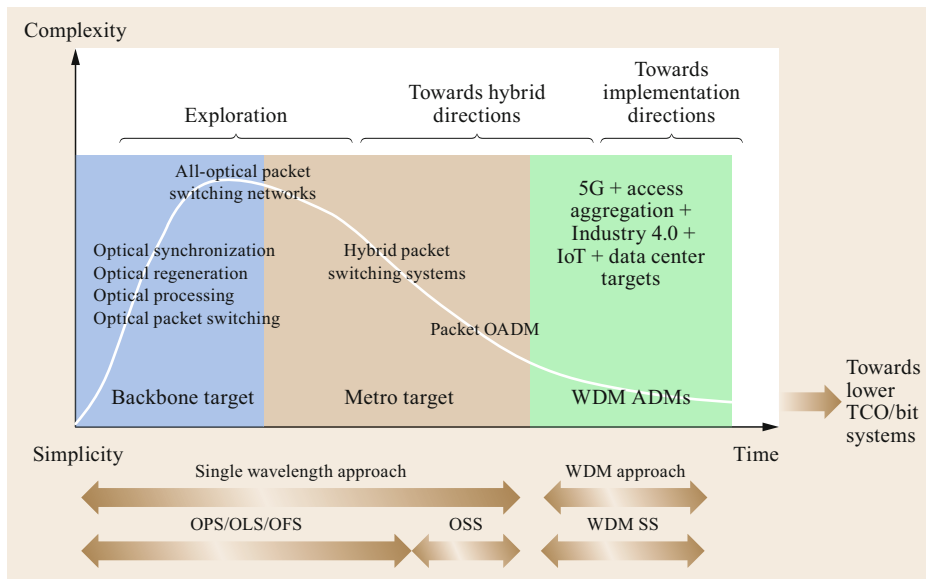 Complexity
Exploration
Towards hybrid
directions
Towards
implementation
directions
All-optical packet
switching networks
Optical synchronization
Optical regeneration
Optical processing
Optical packet switching
Hybrid packet
switching systems
Packet OADM
5G + access
aggregation +
Industry 4.0 +
IoT + data center
targets
Backbone target
Metro target
WDM ADMs
Towards
lower
TCO/bit
systems
Simplicity
Time
Single wavelength approach
WDM approach
OPS/OLS/OFS
OSS
WDM SS